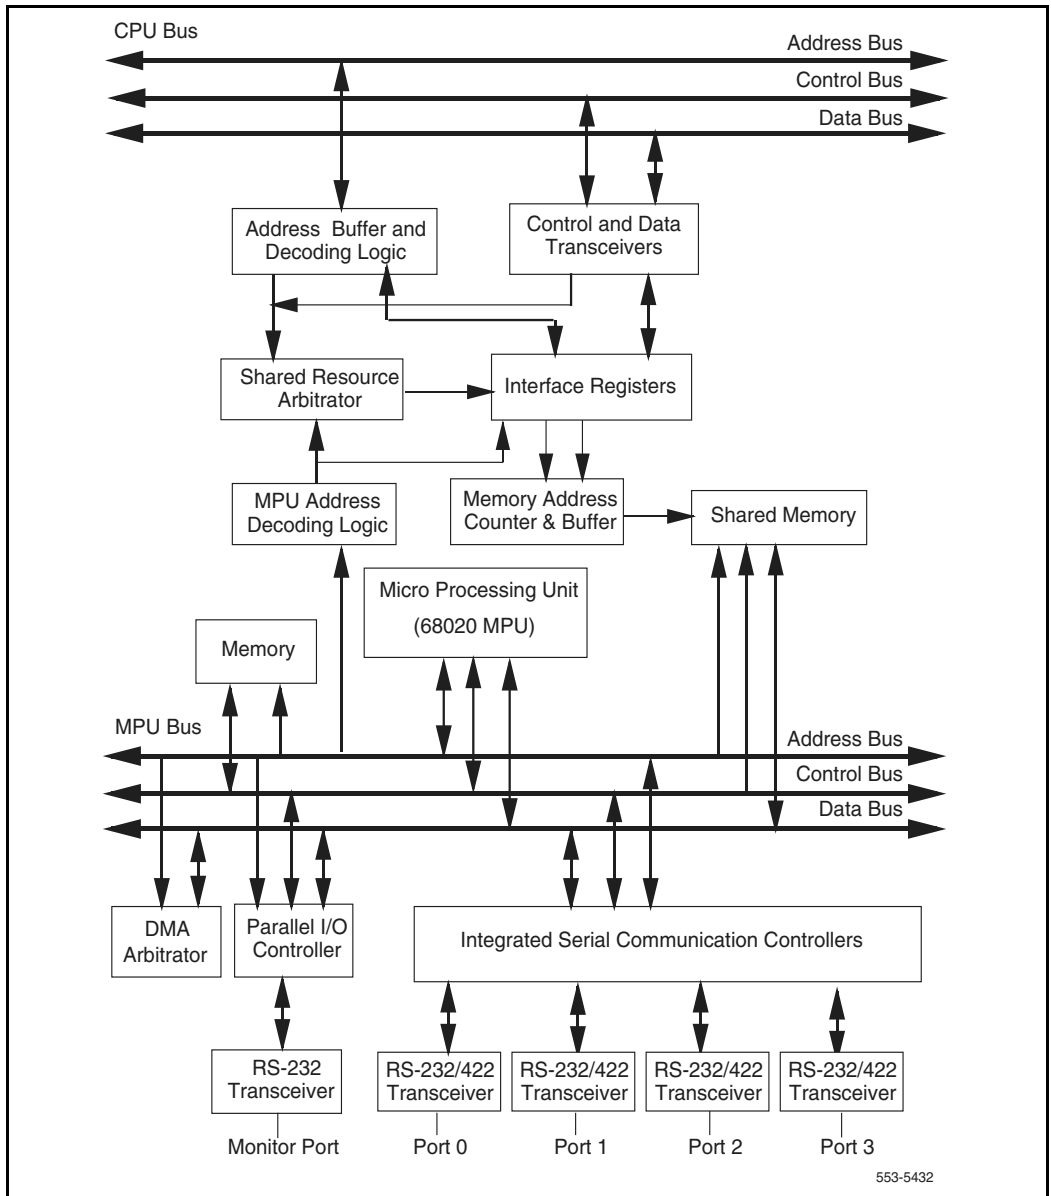 CPU Bus
Address Bus
Control Bus
Data Bus
Address Buffer and
Decoding Logic
Control and Data
Transceivers
Shared Resource
Arbitrator
Interface Registers
MPU Address
Decoding Logic
Memory Address
Counter & Buffer
Shared Memory
Micro Processing Unit
(68020 MPU)
Memory
MPU Bus
Address Bus
Control Bus
Data Bus
DMA
Arbitrator
Parallel I/O
Controller
Integrated Serial Communication Controllers
RS-232
Transceiver
RS-232/422
Transceiver
RS-232/422
Transceiver
RS-232/422
Transceiver
RS-232/422
Transceiver
Monitor Port
Port 0
Port 1
Port 2
Port 3
553-5432